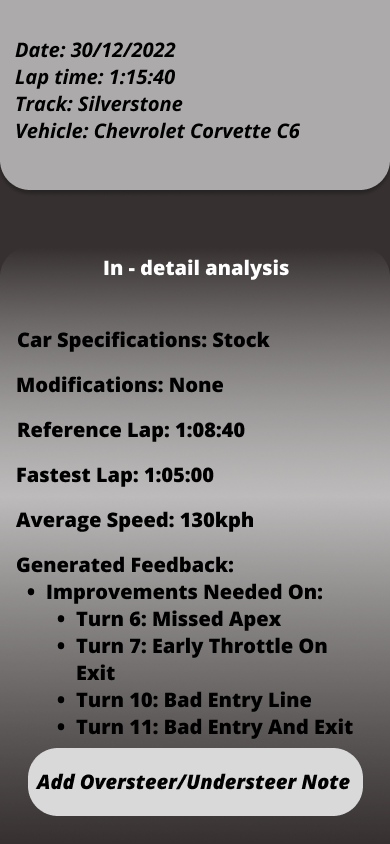 Date: 30/12/2022
Lap time: 1:15:40
Track: Silverstone
Vehicle: Chevrolet Corvette C6
In - detail analysis
Car Specifications: Stock
Modifications: None
Reference Lap: 1:08:40
Fastest Lap: 1:05:00
Average Speed: 130kph
Generated Feedback:
• Improvements Needed On:
• Turn 6: Missed Apex
• Turn 7: Early Throttle On
Exit
• Turn 10: Bad Entry Line
• Turn 11: Bad Entry And Exit
Add Oversteer/Understeer Note